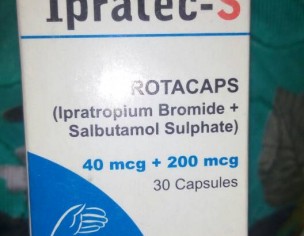 Ipratec-S
ROTACAPS
(Ipratropium Bromide +
Salbutamol Sulphate)
40 mcg + 200 mcg
30 Capsules